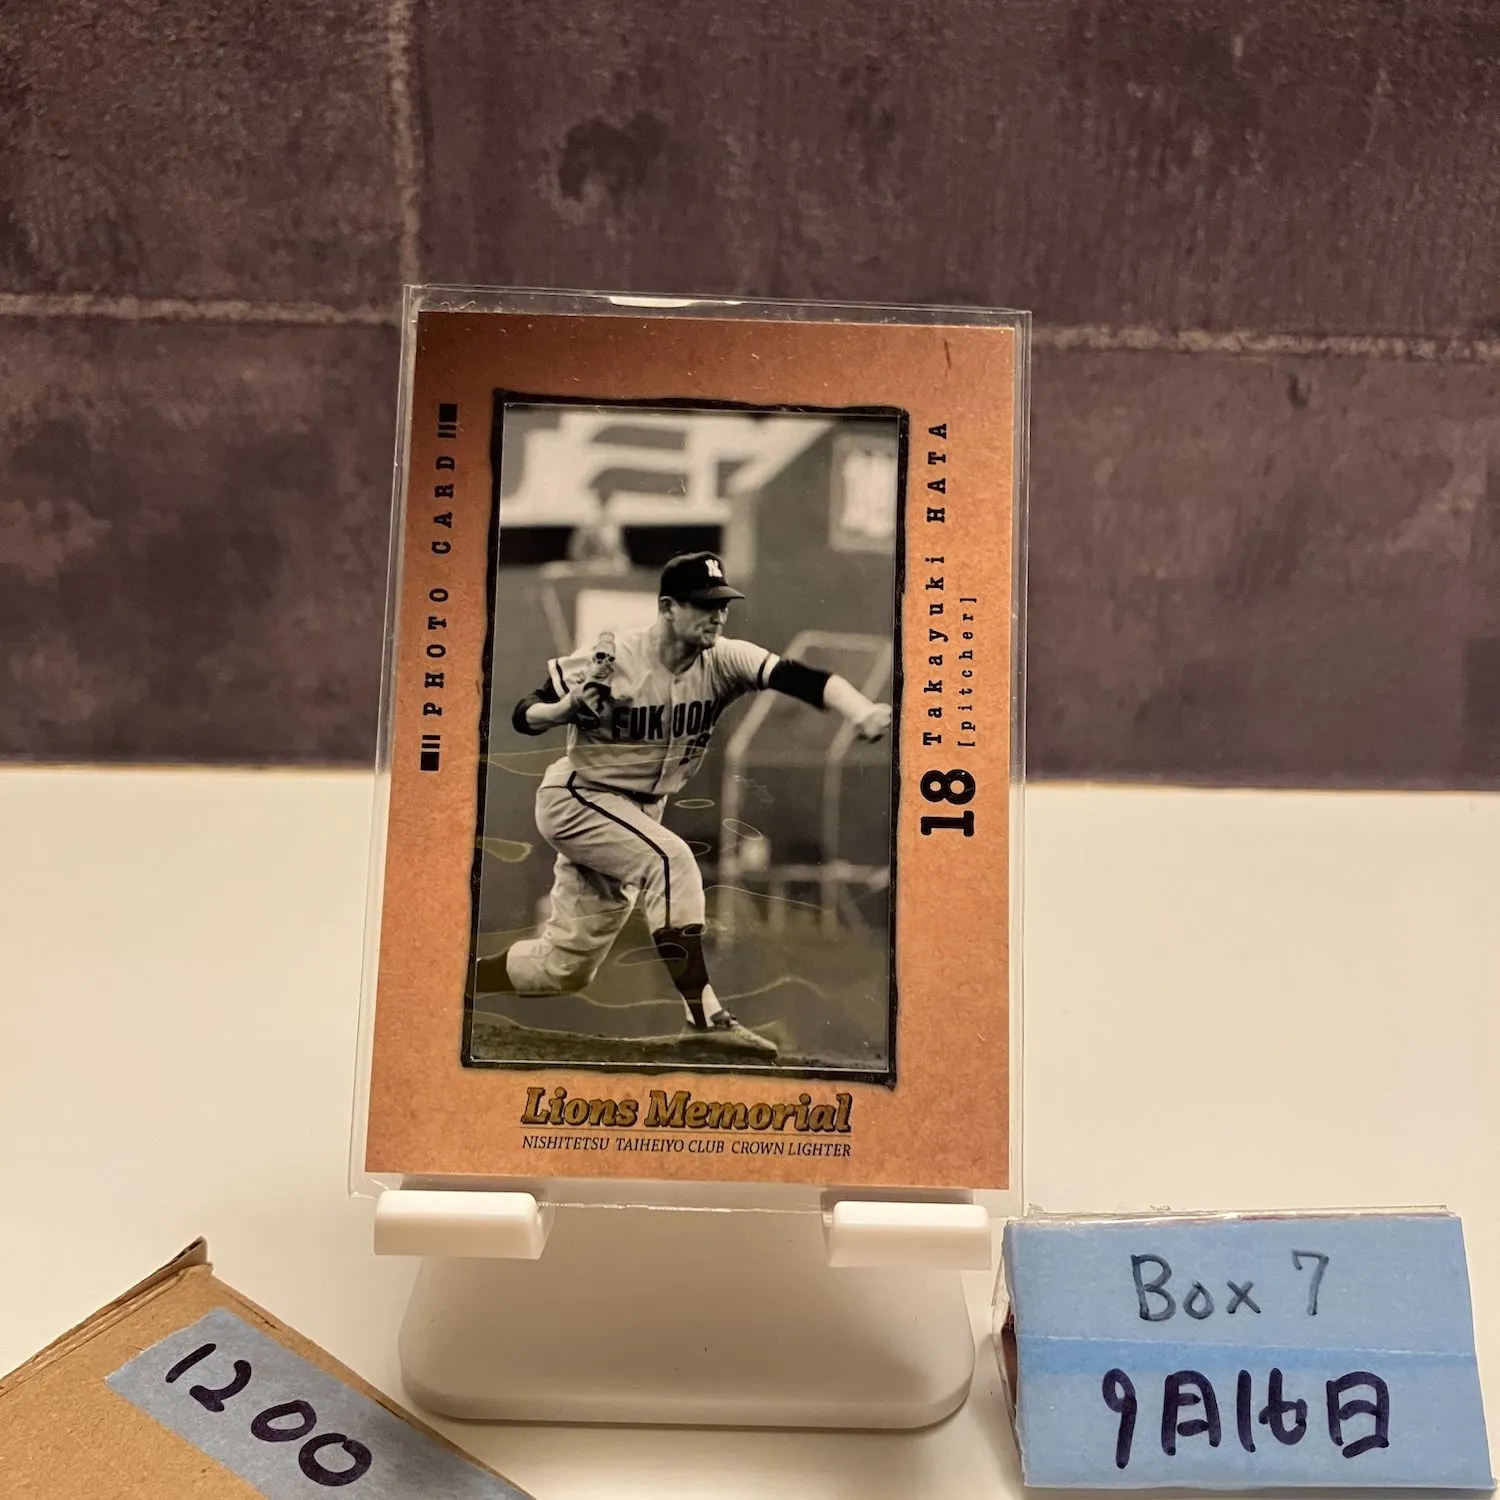 PHOTO CARD
18 Takayuki HATA
[pitcher]
N
FUKUOKA
18
Lions Memorial
NISHITETSU TAIHEIYO CLUB CROWN LIGHTER
1200
Box 7
9月16日